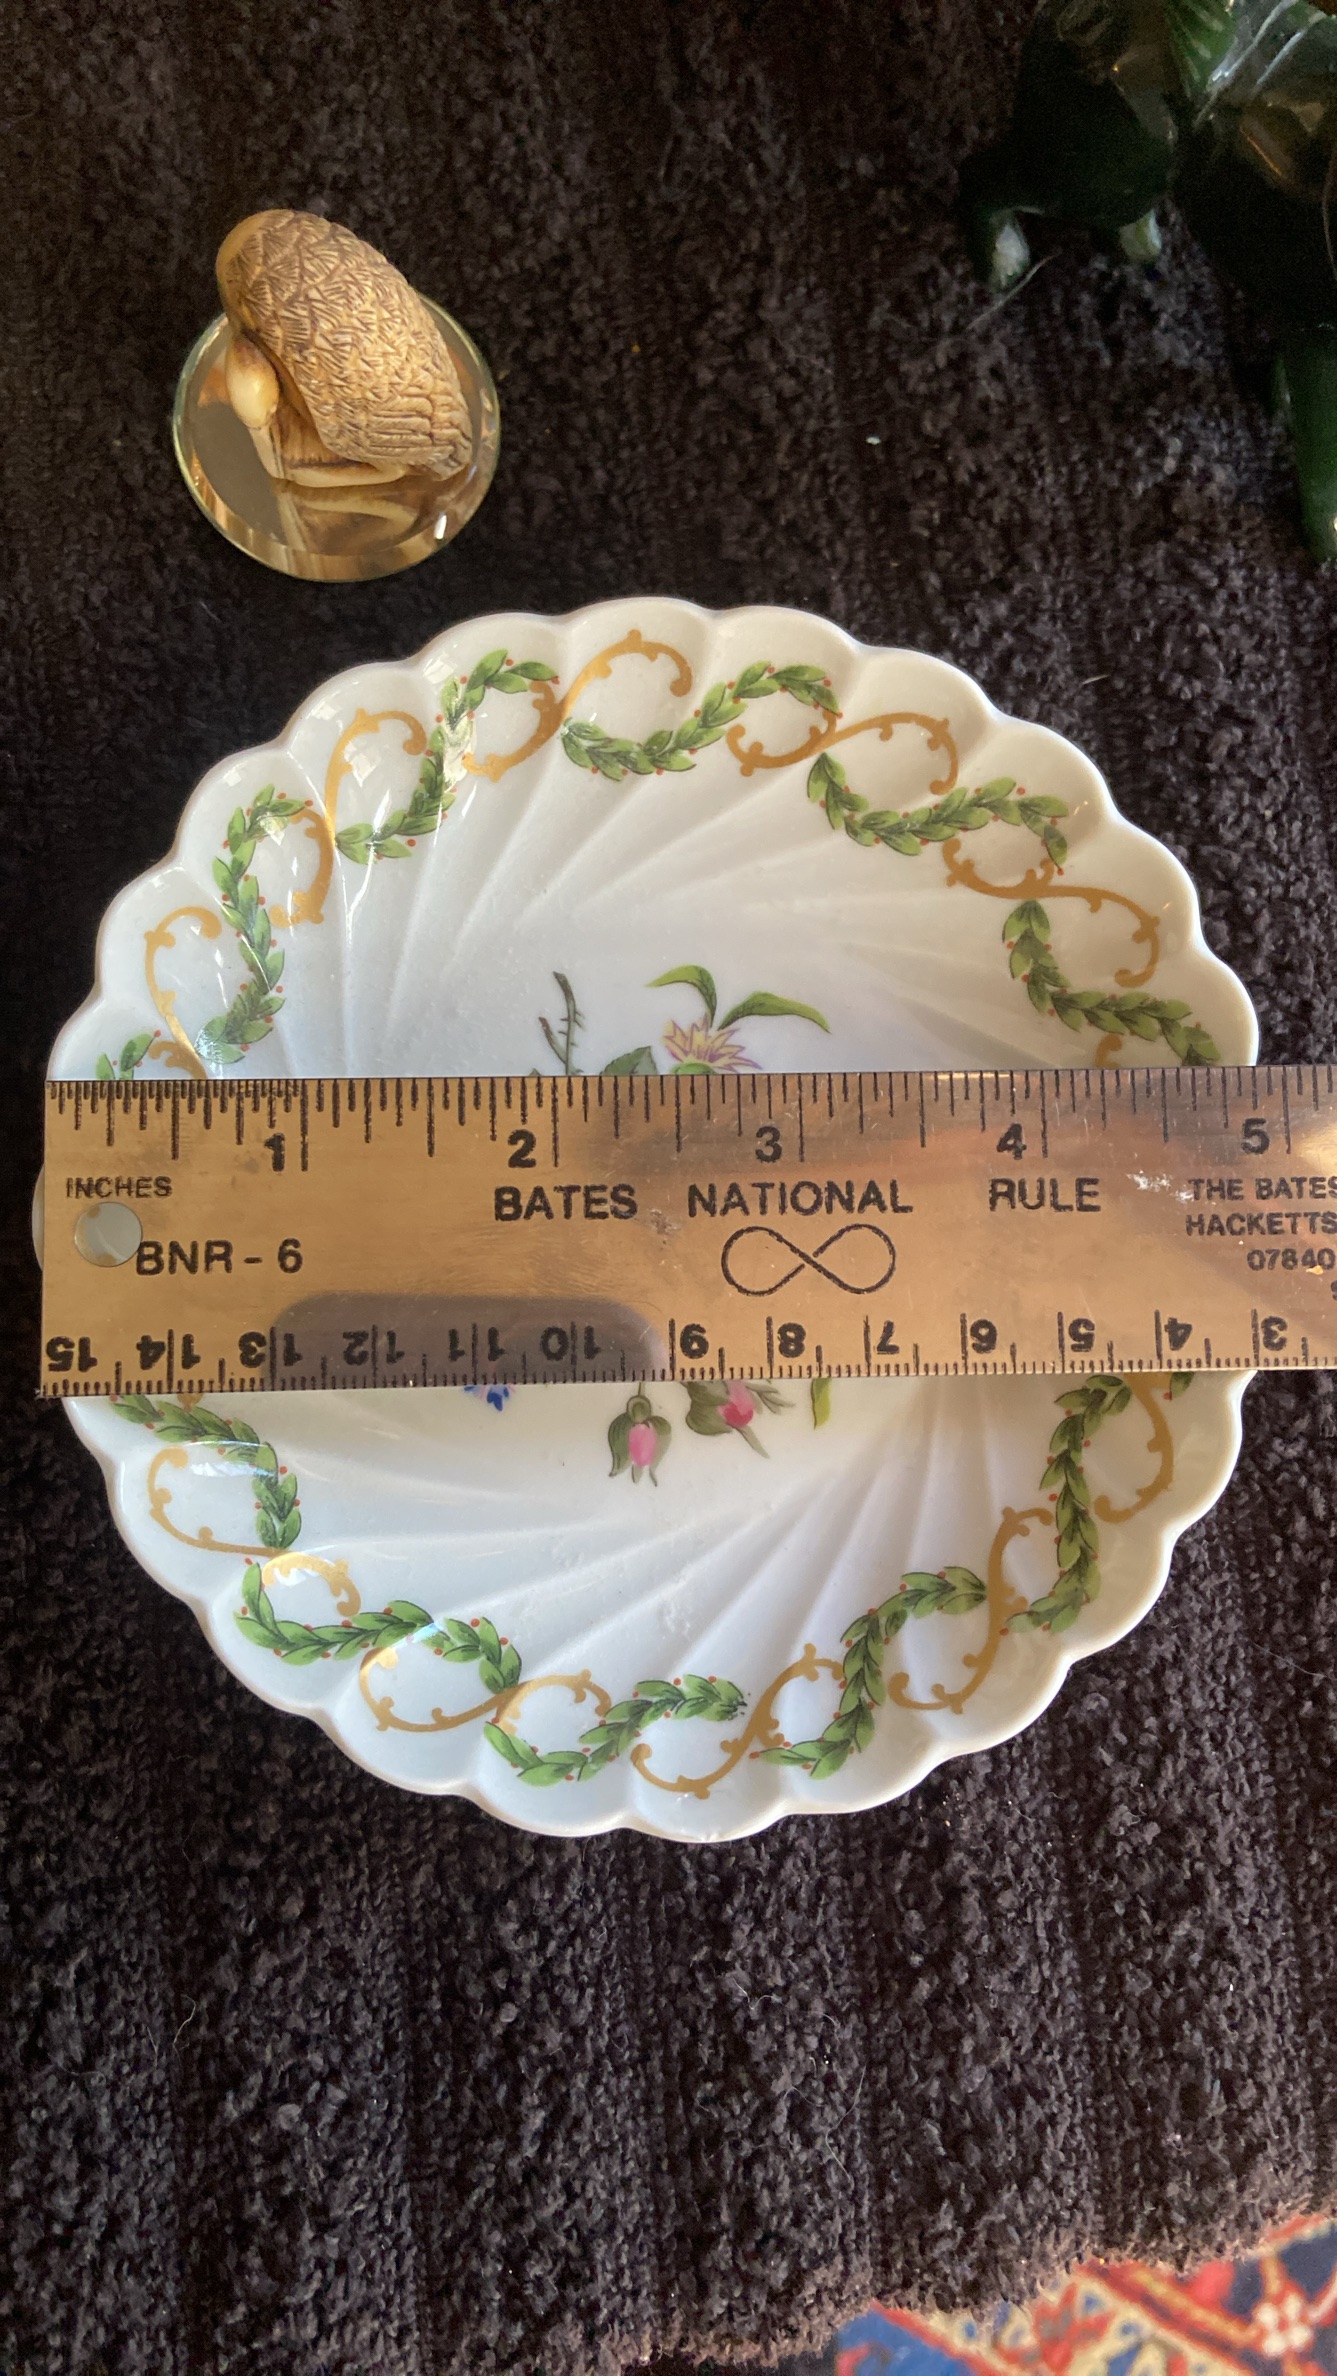 1 2 3 4 5
INCHES BATES NATIONAL RULE THE BATES
HACKETTS
BNR - 6 07840
15 14 13 12 11 10 9 8 7 6 5 4 3